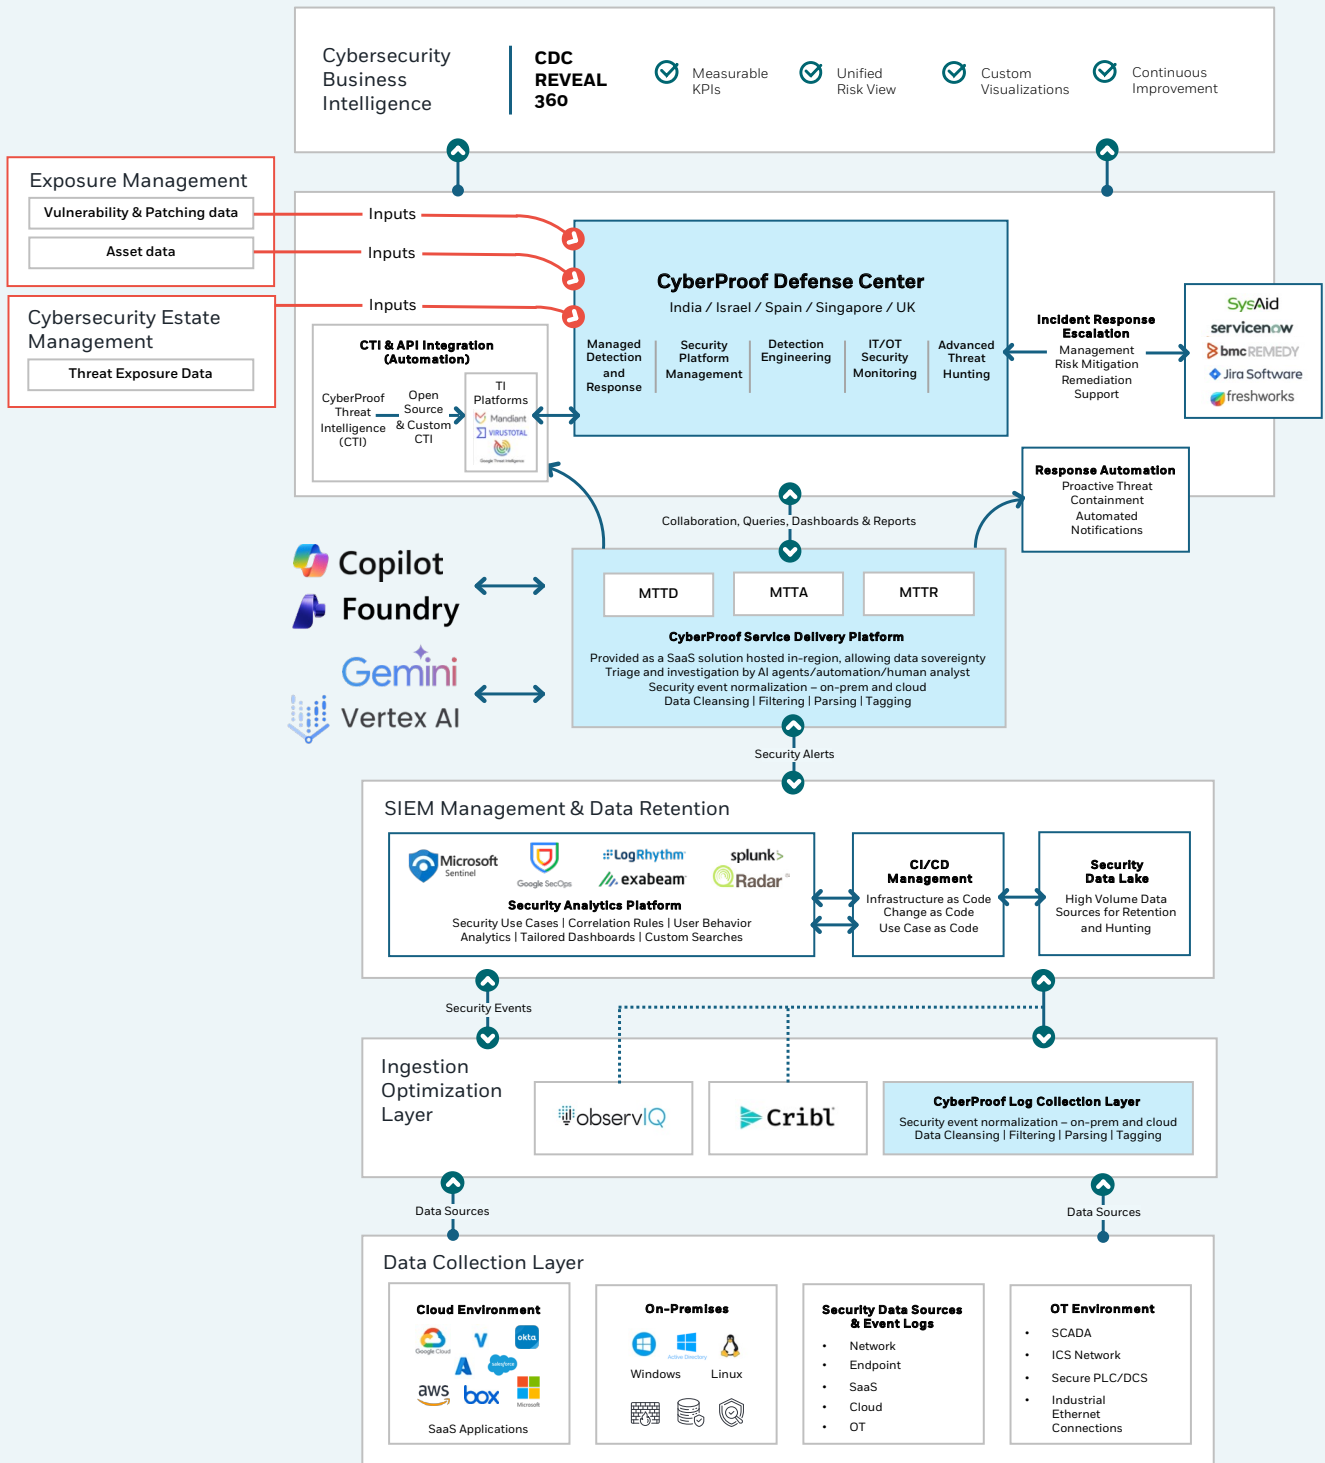 Cybersecurity
Business
Intelligence
CDC
REVEAL
360
Measurable
KPIs
Unified
Risk View
Custom
Visualizations
Continuous
Improvement
Exposure Management
Vulnerability & Patching data
Asset data
Inputs
Inputs
Inputs
Cybersecurity Estate
Management
Threat Exposure Data
CyberProof Defense Center
India / Israel / Spain / Singapore / UK
Managed
Detection
and
Response
Security
Platform
Management
Detection
Engineering
IT/OT
Security
Monitoring
Advanced
Threat
Hunting
CTI & API Integration
(Automation)
CyberProof
Threat
Intelligence
(CTI)
Open
Source
& Custom
CTI
TI
Platforms
Mandiant
VIRUSTOTAL
Google Threat Intelligence
Incident Response
Escalation
Management
Risk Mitigation
Remediation
Support
SysAid
servicenow
bmcREMEDY
Jira Software
freshworks
Response Automation
Proactive Threat
Containment
Automated
Notifications
Collaboration, Queries, Dashboards & Reports
Copilot
Foundry
Gemini
Vertex AI
MTTD
MTTA
MTTR
CyberProof Service Delivery Platform
Provided as a SaaS solution hosted in-region, allowing data sovereignty
Triage and investigation by AI agents/automation/human analyst
Security event normalization – on-prem and cloud
Data Cleansing | Filtering | Parsing | Tagging
Security Alerts
SIEM Management & Data Retention
Microsoft
Sentinel
Google SecOps
LogRhythm
exabeam
splunk>
QRadar
Security Analytics Platform
Security Use Cases | Correlation Rules | User Behavior
Analytics | Tailored Dashboards | Custom Searches
CI/CD
Management
Infrastructure as Code
Change as Code
Use Case as Code
Security
Data Lake
High Volume Data
Sources for Retention
and Hunting
Security Events
Ingestion
Optimization
Layer
observIQ
Cribl
CyberProof Log Collection Layer
Security event normalization – on-prem and cloud
Data Cleansing | Filtering | Parsing | Tagging
Data Sources
Data Sources
Data Collection Layer
Cloud Environment
Google Cloud
okta
salesforce
aws
box
Microsoft
SaaS Applications
On-Premises
Active Directory
Windows
Linux
Security Data Sources
& Event Logs
• Network
• Endpoint
• SaaS
• Cloud
• OT
OT Environment
• SCADA
• ICS Network
• Secure PLC/DCS
• Industrial
Ethernet
Connections